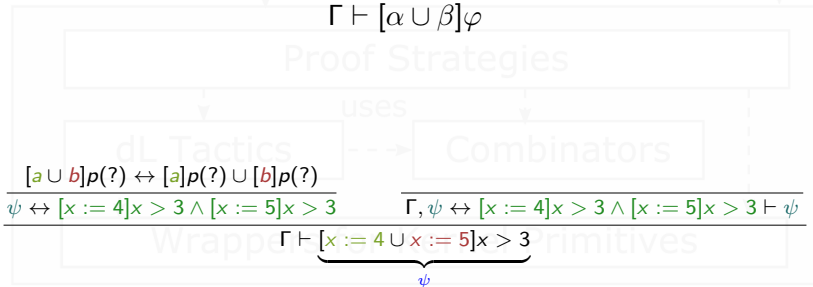 Γ ⊢ [α ∪ β]φ
Proof Strategies
uses
dL Tactics
Combinators
[a ∪ b]p(?) ↔ [a]p(?) ∪ [b]p(?)
ψ ↔ [x := 4]x > 3 ∧ [x := 5]x > 3
Γ, ψ ↔ [x := 4]x > 3 ∧ [x := 5]x > 3 ⊢ ψ
Γ ⊢ [x := 4 ∪ x := 5]x > 3
Wrappers for Primitives
ψ